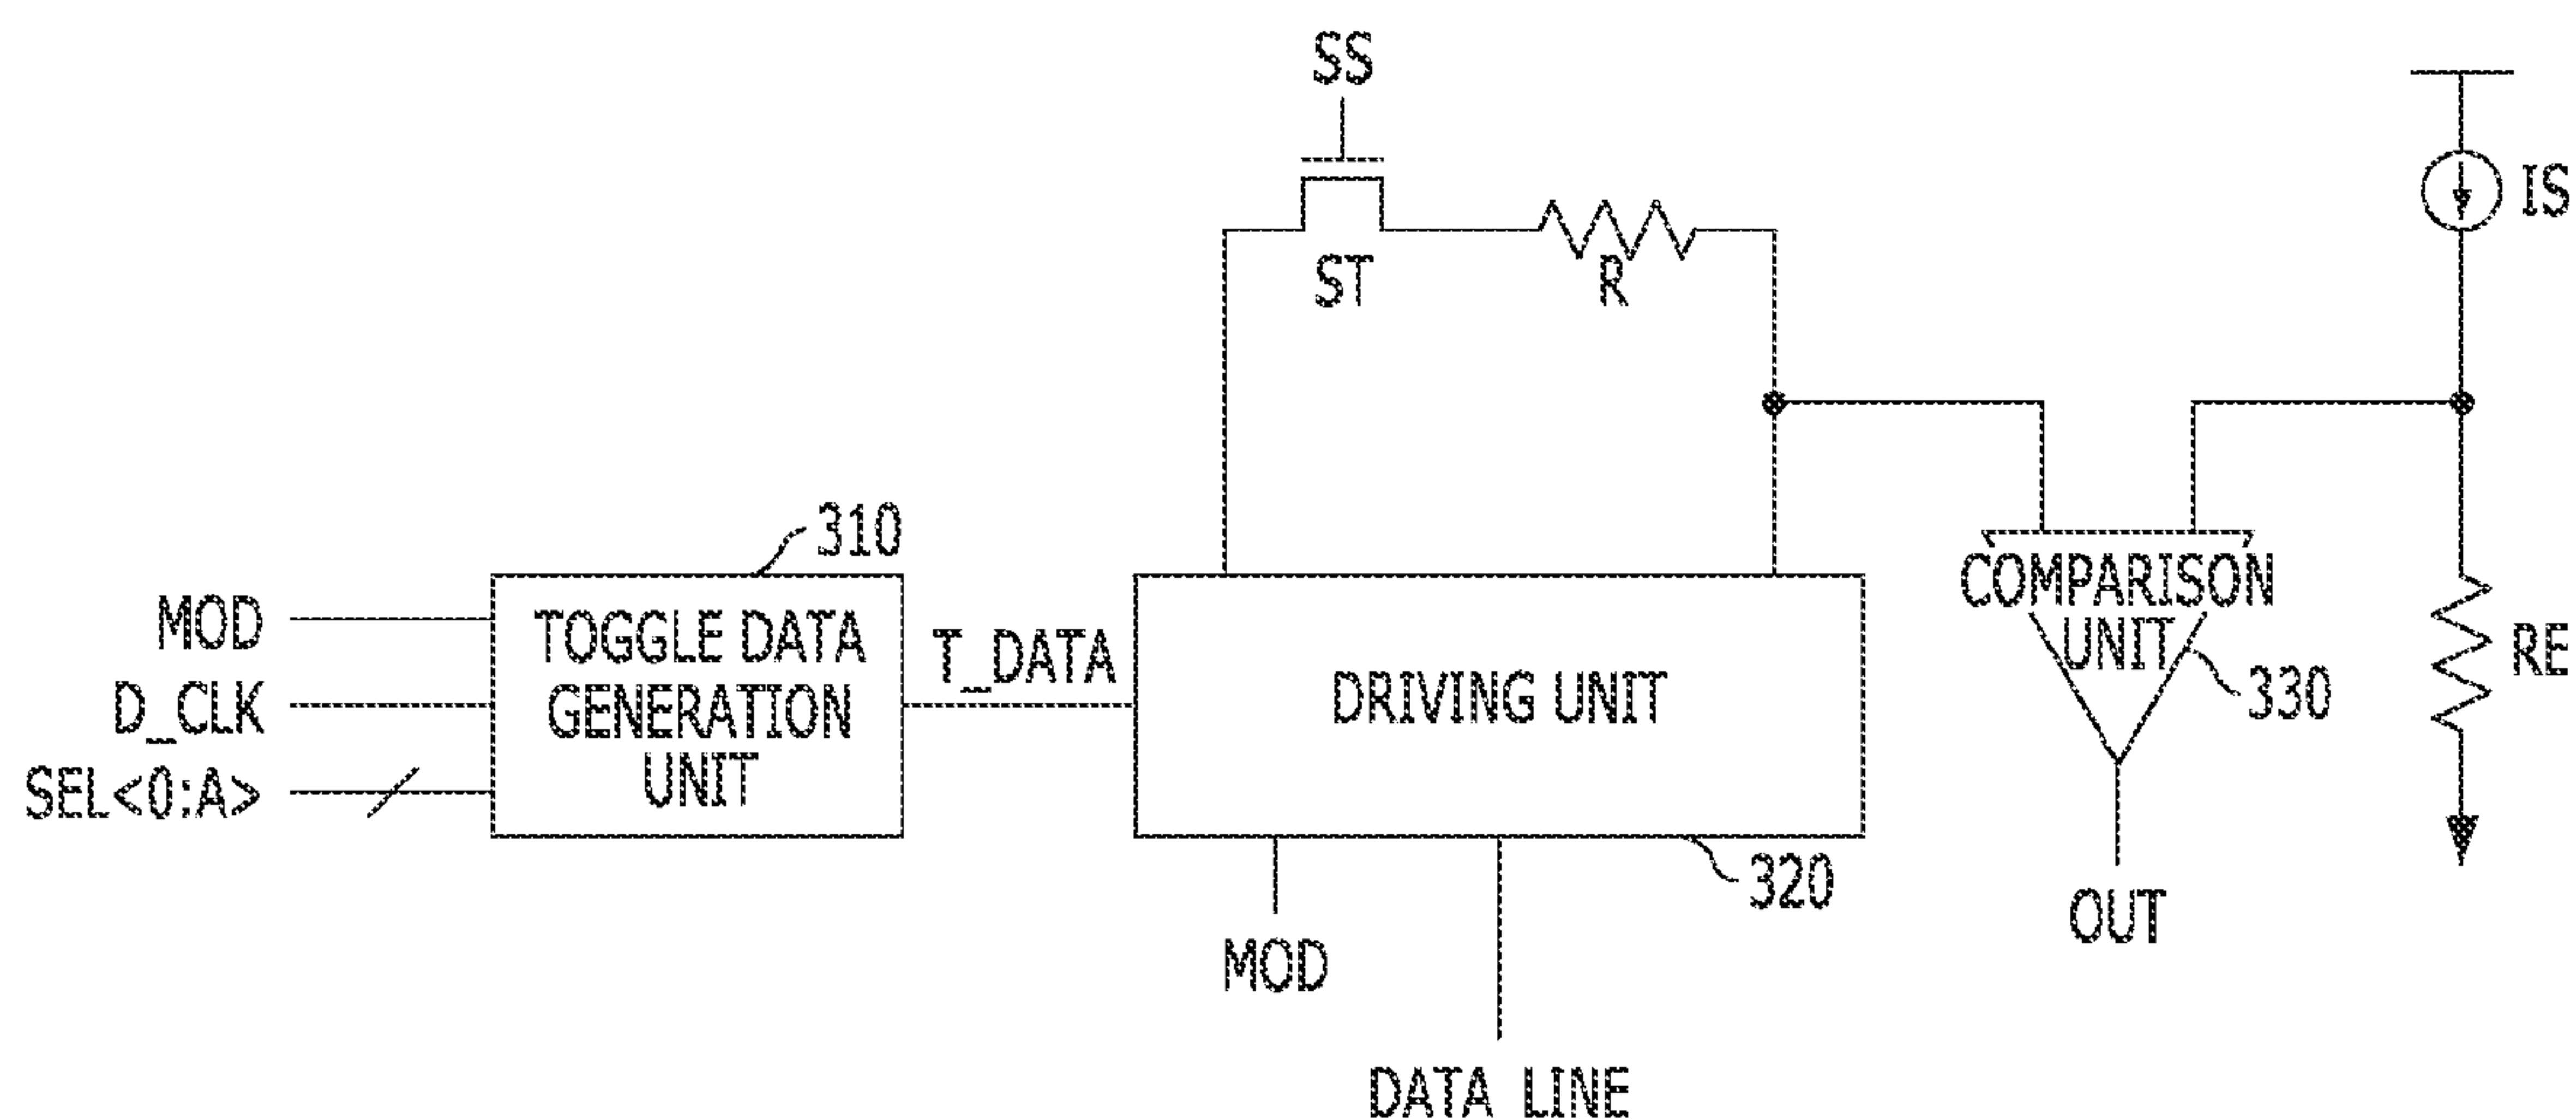 SS
IS
ST
R
310
MOD
D_CLK
SEL<0:A>
TOGGLE DATA
GENERATION
UNIT
T_DATA
DRIVING UNIT
COMPARISON
UNIT
330
RE
320
MOD
OUT
DATA LINE